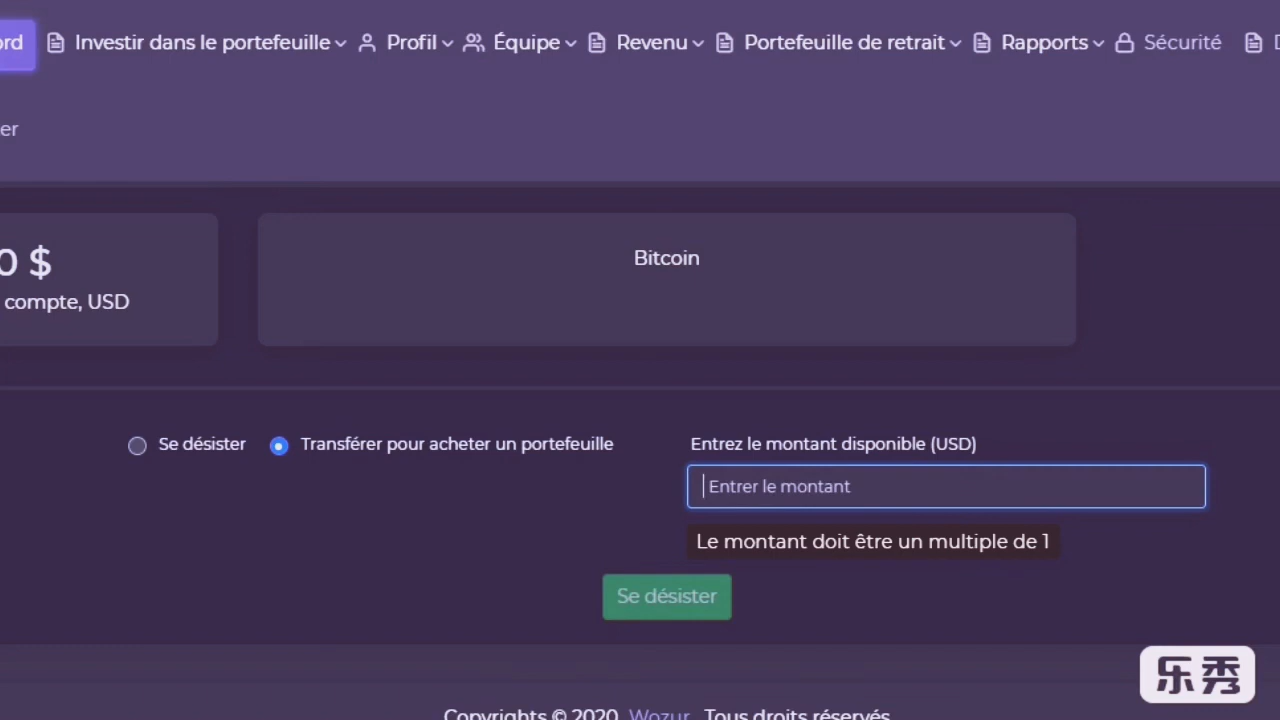 ord Investir dans le portefeuille Profil Équipe Revenu Portefeuille de retrait Rapports Sécurité
er
0 $
compte, USD
Bitcoin
Se désister Transférer pour acheter un portefeuille
Entrez le montant disponible (USD)
Entrer le montant
Le montant doit être un multiple de 1
Se désister
乐秀
Copyrights © 2020 Wozur Tous droits réservés